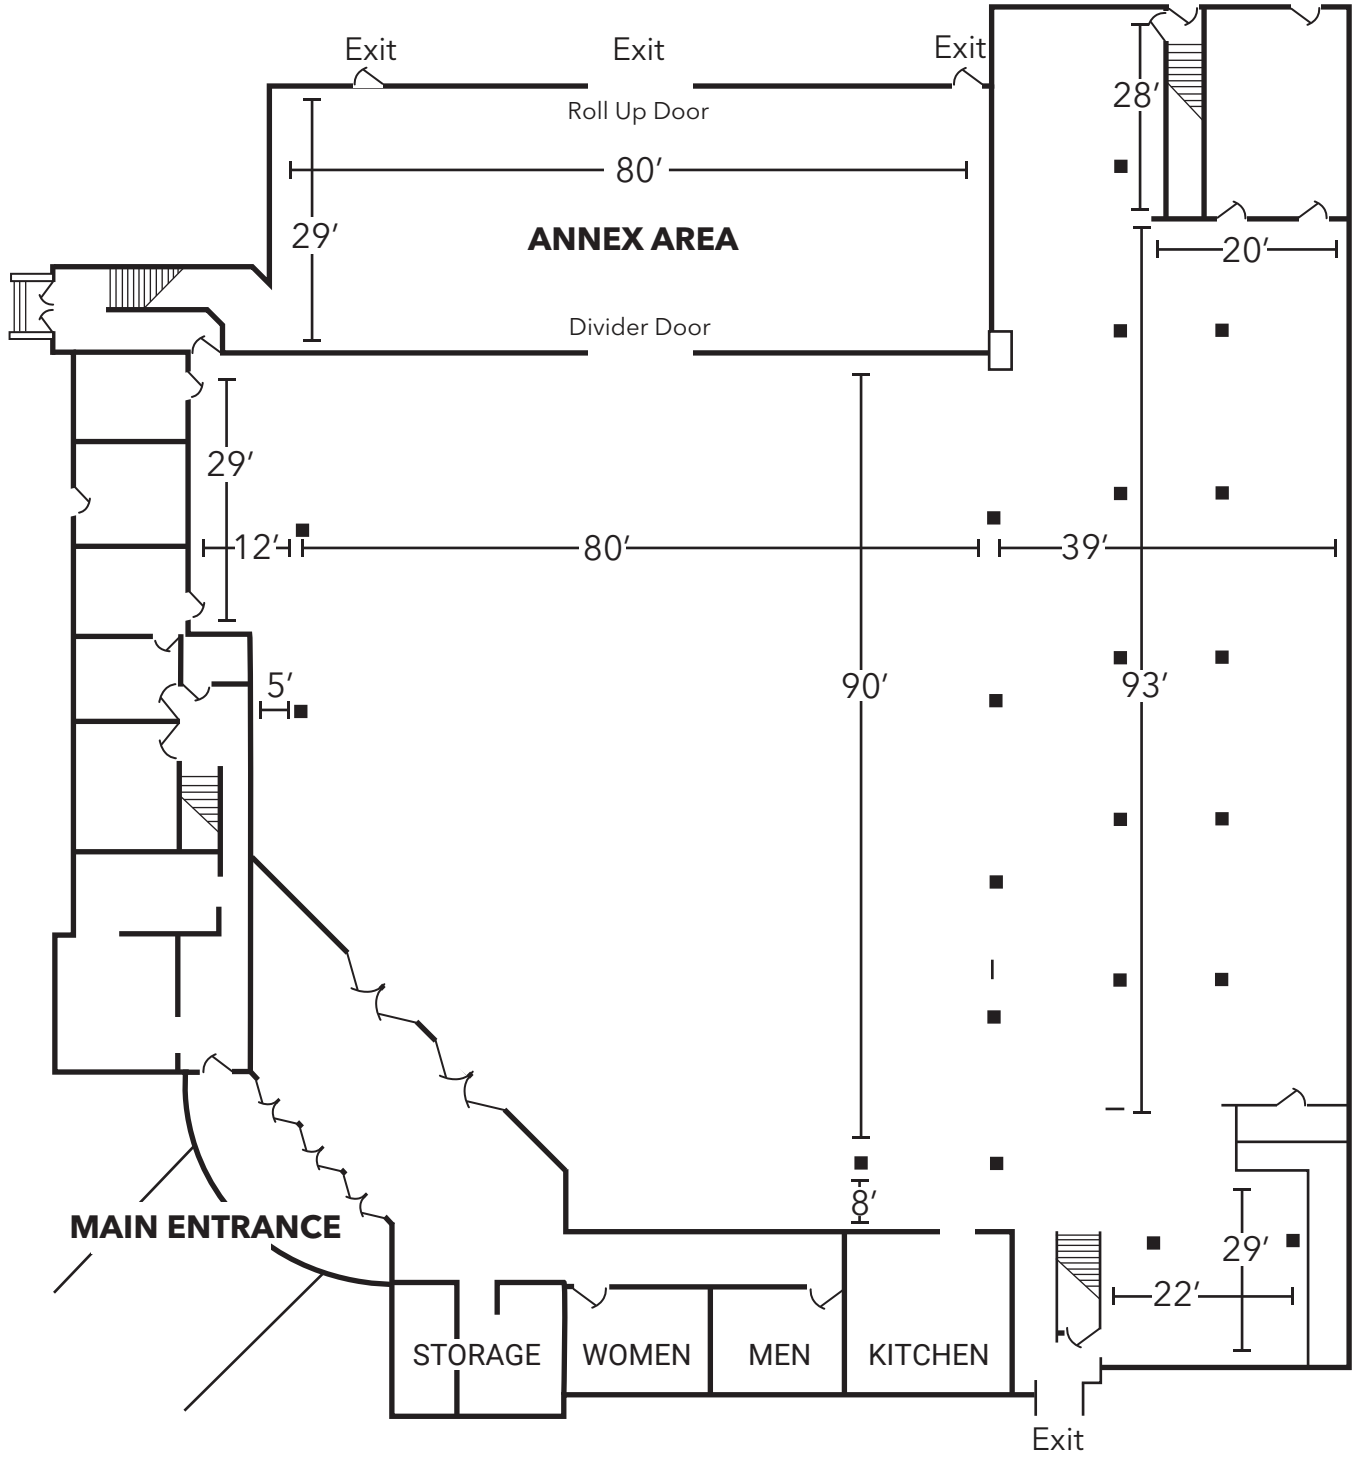 Exit
Exit
Exit
Roll Up Door
28′
80′
29′
ANNEX AREA
20′
Divider Door
29′
12′
80′
39′
5′
90′
93′
8′
MAIN ENTRANCE
29′
22′
STORAGE
WOMEN
MEN
KITCHEN
Exit